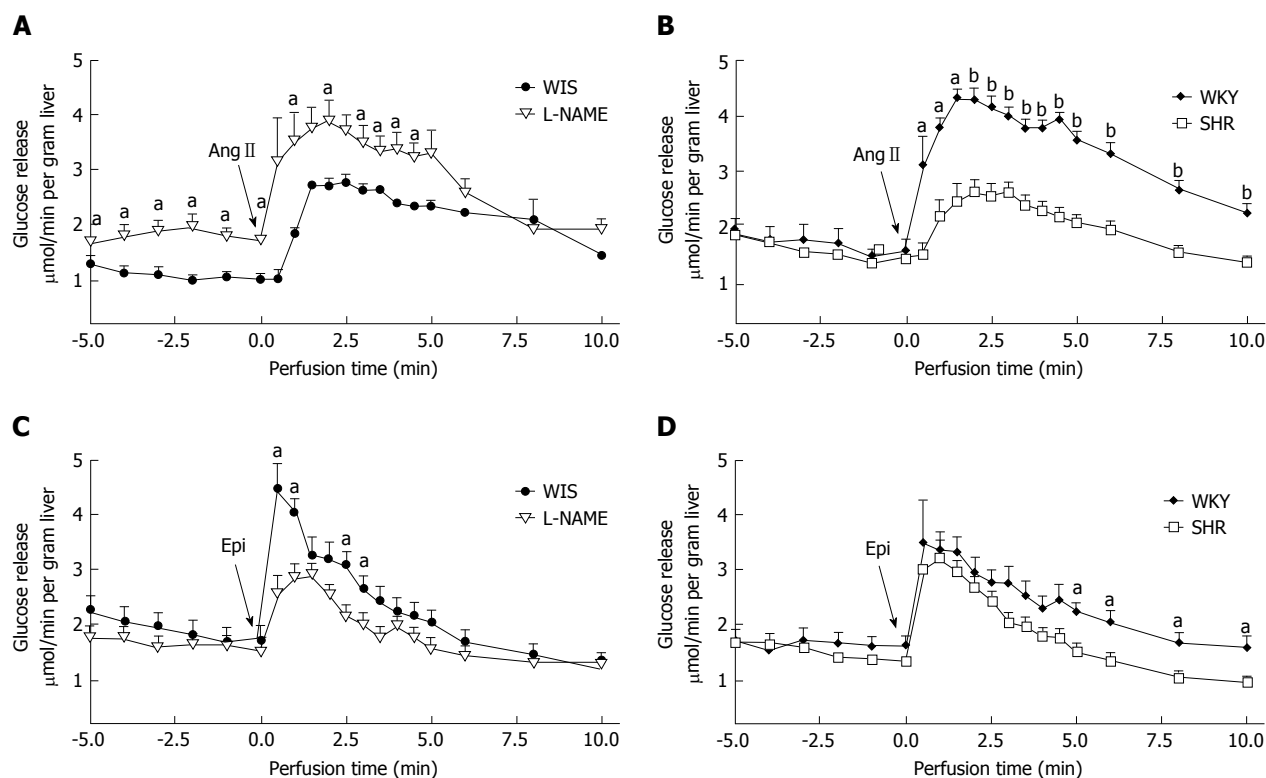 A
Glucose release
μmol/min per gram liver
5
4
3
2
1
Ang II
a a a a a a a a a a a a a
WIS
L-NAME
-5.0 -2.5 0.0 2.5 5.0 7.5 10.0
Perfusion time (min)
B
Glucose release
μmol/min per gram liver
5
4
3
2
1
Ang II
a a a b b b b b b b b b b
WKY
SHR
-5.0 -2.5 0.0 2.5 5.0 7.5 10.0
Perfusion time (min)
C
Glucose release
μmol/min per gram liver
5
4
3
2
1
Epi
a a a a
WIS
L-NAME
-5.0 -2.5 0.0 2.5 5.0 7.5 10.0
Perfusion time (min)
D
Glucose release
μmol/min per gram liver
5
4
3
2
1
Epi
a a a a
WKY
SHR
-5.0 -2.5 0.0 2.5 5.0 7.5 10.0
Perfusion time (min)